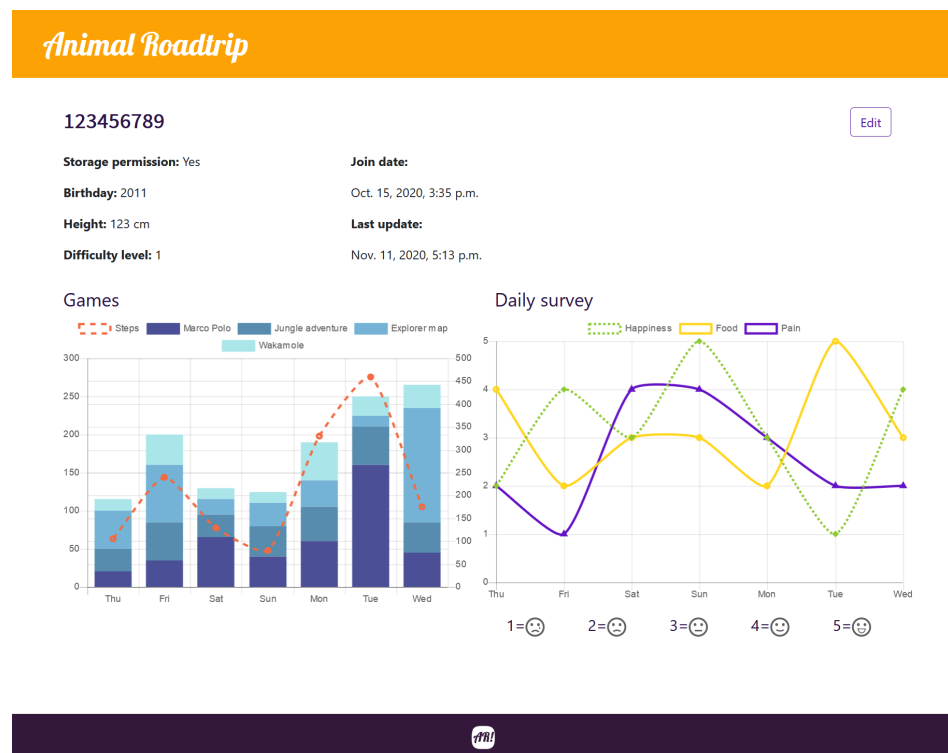 Animal Roadtrip
123456789
Edit
Storage permission: Yes
Join date:
Birthday: 2011
Oct. 15, 2020, 3:35 p.m.
Height: 123 cm
Last update:
Difficulty level: 1
Nov. 11, 2020, 5:13 p.m.
Games
Steps Marco Polo Jungle adventure Explorer map
Wakamole
300
250
200
150
100
50
0
500
450
400
350
300
250
200
150
100
50
0
Thu Fri Sat Sun Mon Tue Wed
Daily survey
Happiness Food Pain
5
4
3
2
1
0
Thu Fri Sat Sun Mon Tue Wed
1= 2= 3= 4= 5=
AR!